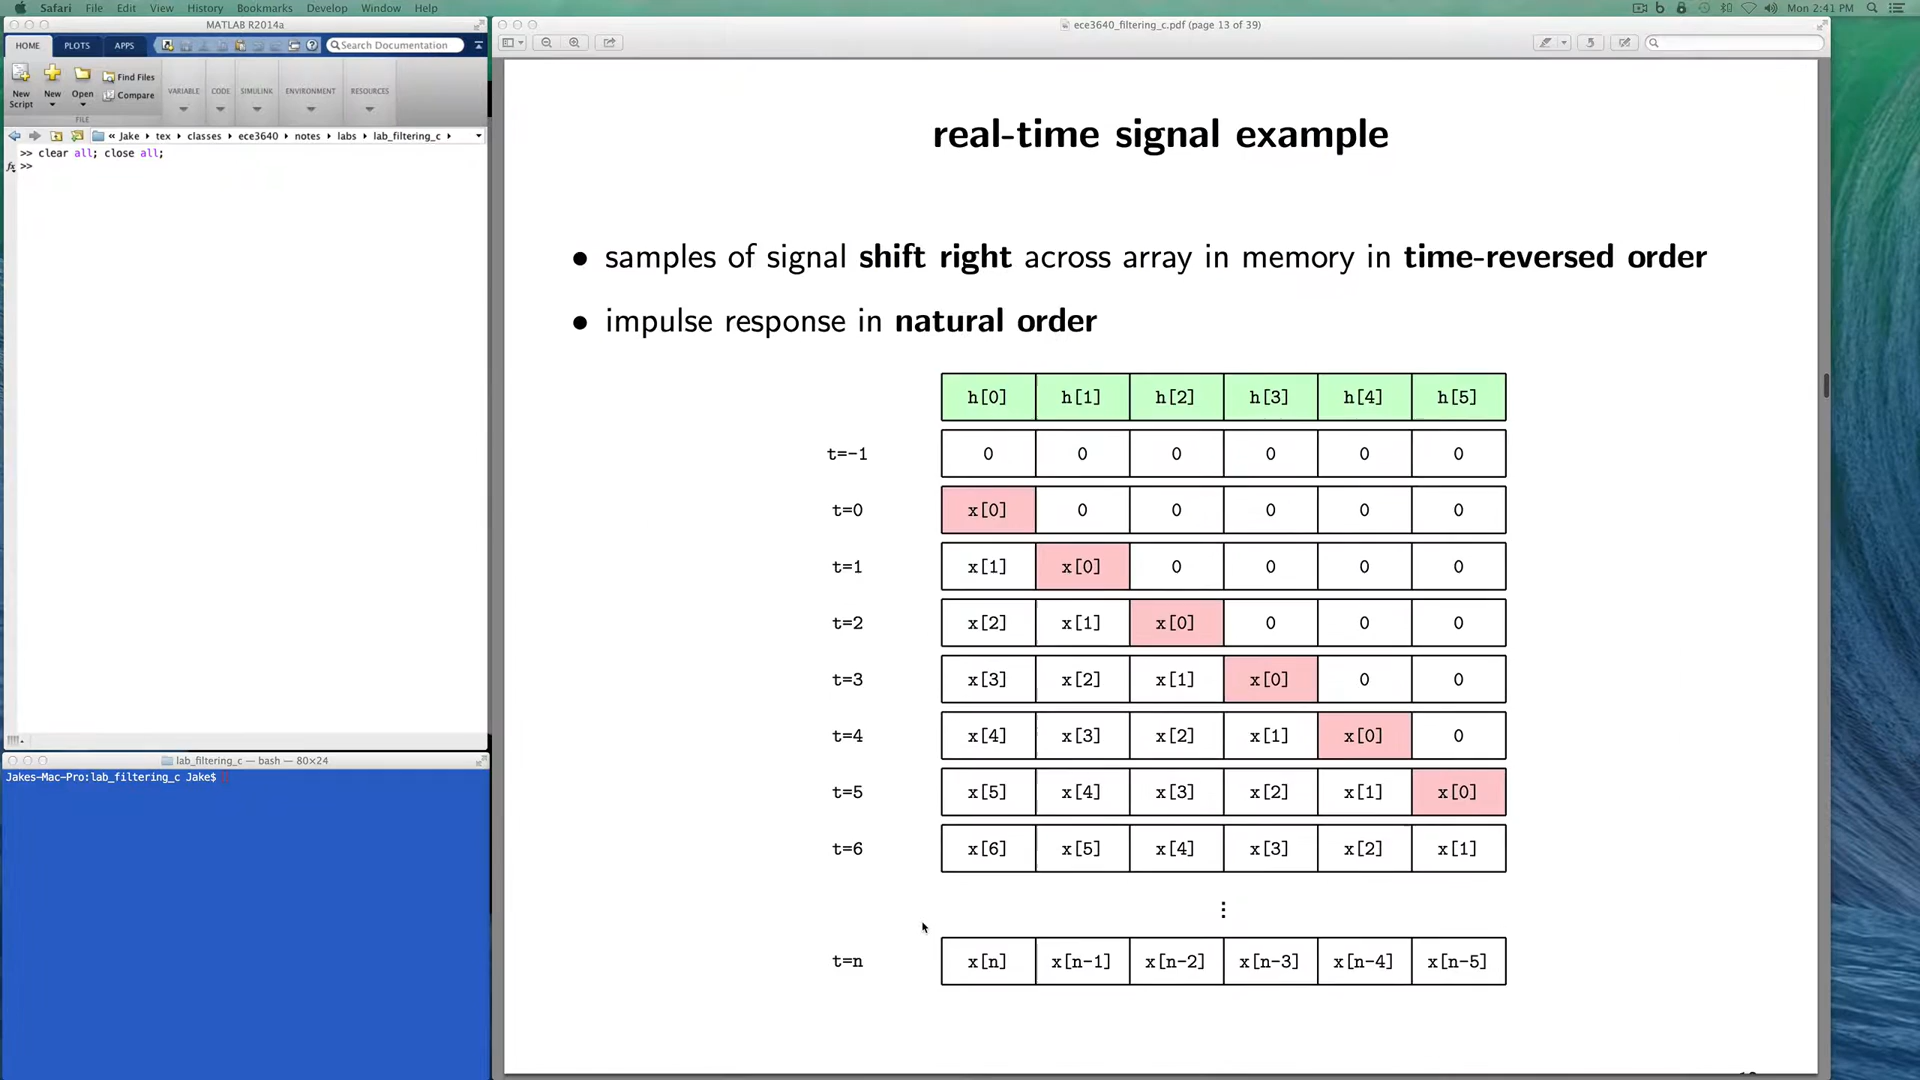 Safari File Edit View History Bookmarks Develop Window Help
Mon 2:41 PM
MATLAB R2014a
HOME PLOTS APPS
Search Documentation
New Script
New
Open
Find Files
Compare
VARIABLE CODE SIMULINK ENVIRONMENT RESOURCES
FILE
« Jake tex classes ece3640 notes labs lab_filtering_c
>> clear all; close all;
fx >>
lab_filtering_c — bash — 80×24
Jakes-Mac-Pro:lab_filtering_c Jake$
ece3640_filtering_c.pdf (page 13 of 39)
real-time signal example
• samples of signal shift right across array in memory in time-reversed order
• impulse response in natural order
h[0] h[1] h[2] h[3] h[4] h[5]
t=-1 0 0 0 0 0 0
t=0 x[0] 0 0 0 0 0
t=1 x[1] x[0] 0 0 0 0
t=2 x[2] x[1] x[0] 0 0 0
t=3 x[3] x[2] x[1] x[0] 0 0
t=4 x[4] x[3] x[2] x[1] x[0] 0
t=5 x[5] x[4] x[3] x[2] x[1] x[0]
t=6 x[6] x[5] x[4] x[3] x[2] x[1]
⋮
t=n x[n] x[n-1] x[n-2] x[n-3] x[n-4] x[n-5]